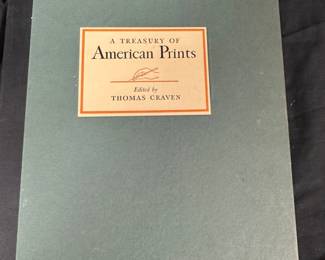 A TREASURY OF
American Prints
Edited by
THOMAS CRAVEN